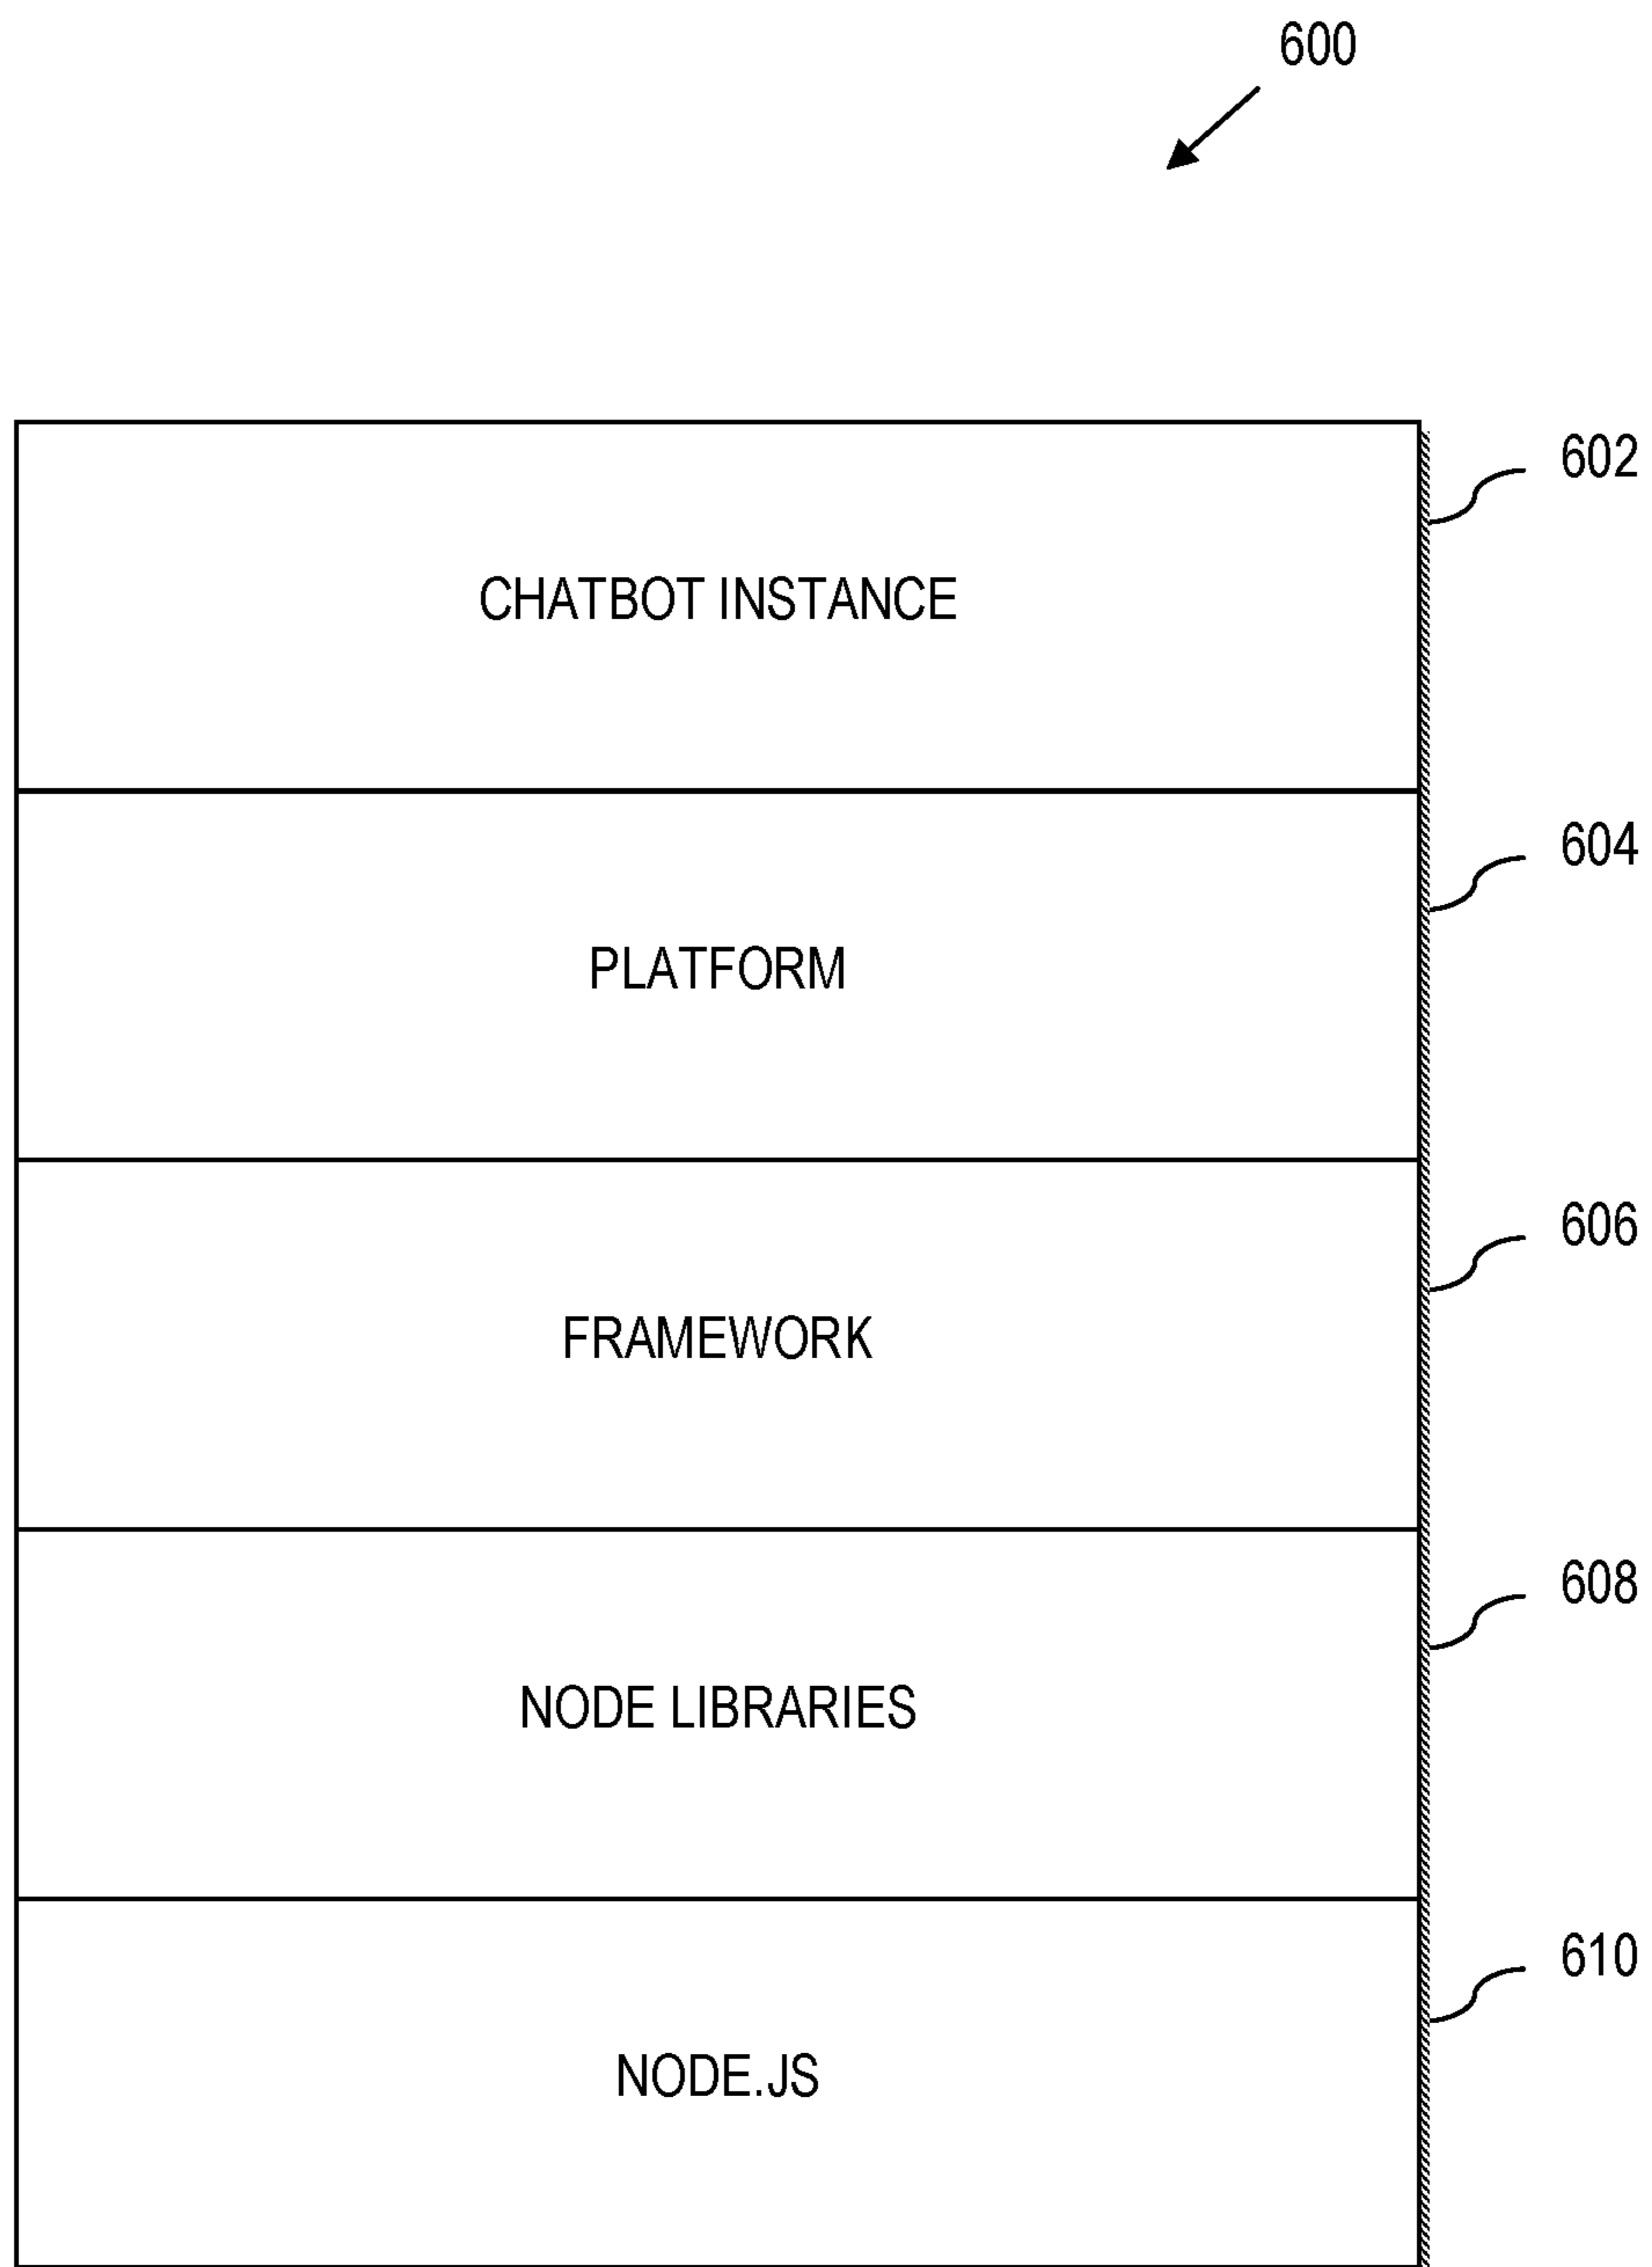 600
602
CHATBOT INSTANCE
604
PLATFORM
606
FRAMEWORK
608
NODE LIBRARIES
610
NODE.JS